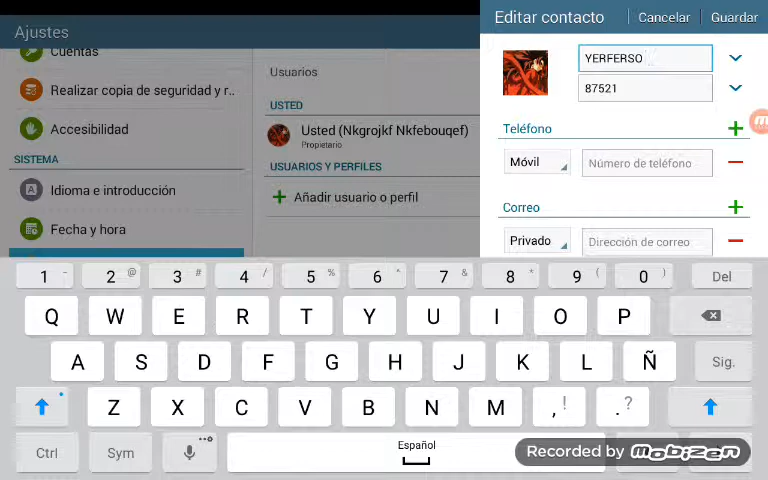 Ajustes
Cuentas
Realizar copia de seguridad y r..
Accesibilidad
SISTEMA
Idioma e introducción
Fecha y hora
Usuarios
USTED
Usted (Nkgrojkf Nkfebouqef)
Propietario
USUARIOS Y PERFILES
Añadir usuario o perfil
Editar contacto
Cancelar
Guardar
YERFERSO
87521
Teléfono
Móvil
Número de teléfono
Correo
Privado
Dirección de correo
1 - 2 @ 3 # 4 / 5 % 6 ^ 7 & 8 * 9 ( 0 ) Del
Q W E R T Y U I O P
A S D F G H J K L Ñ Sig.
Z X C V B N M , ! . ?
Ctrl Sym Español
Recorded by mobizen